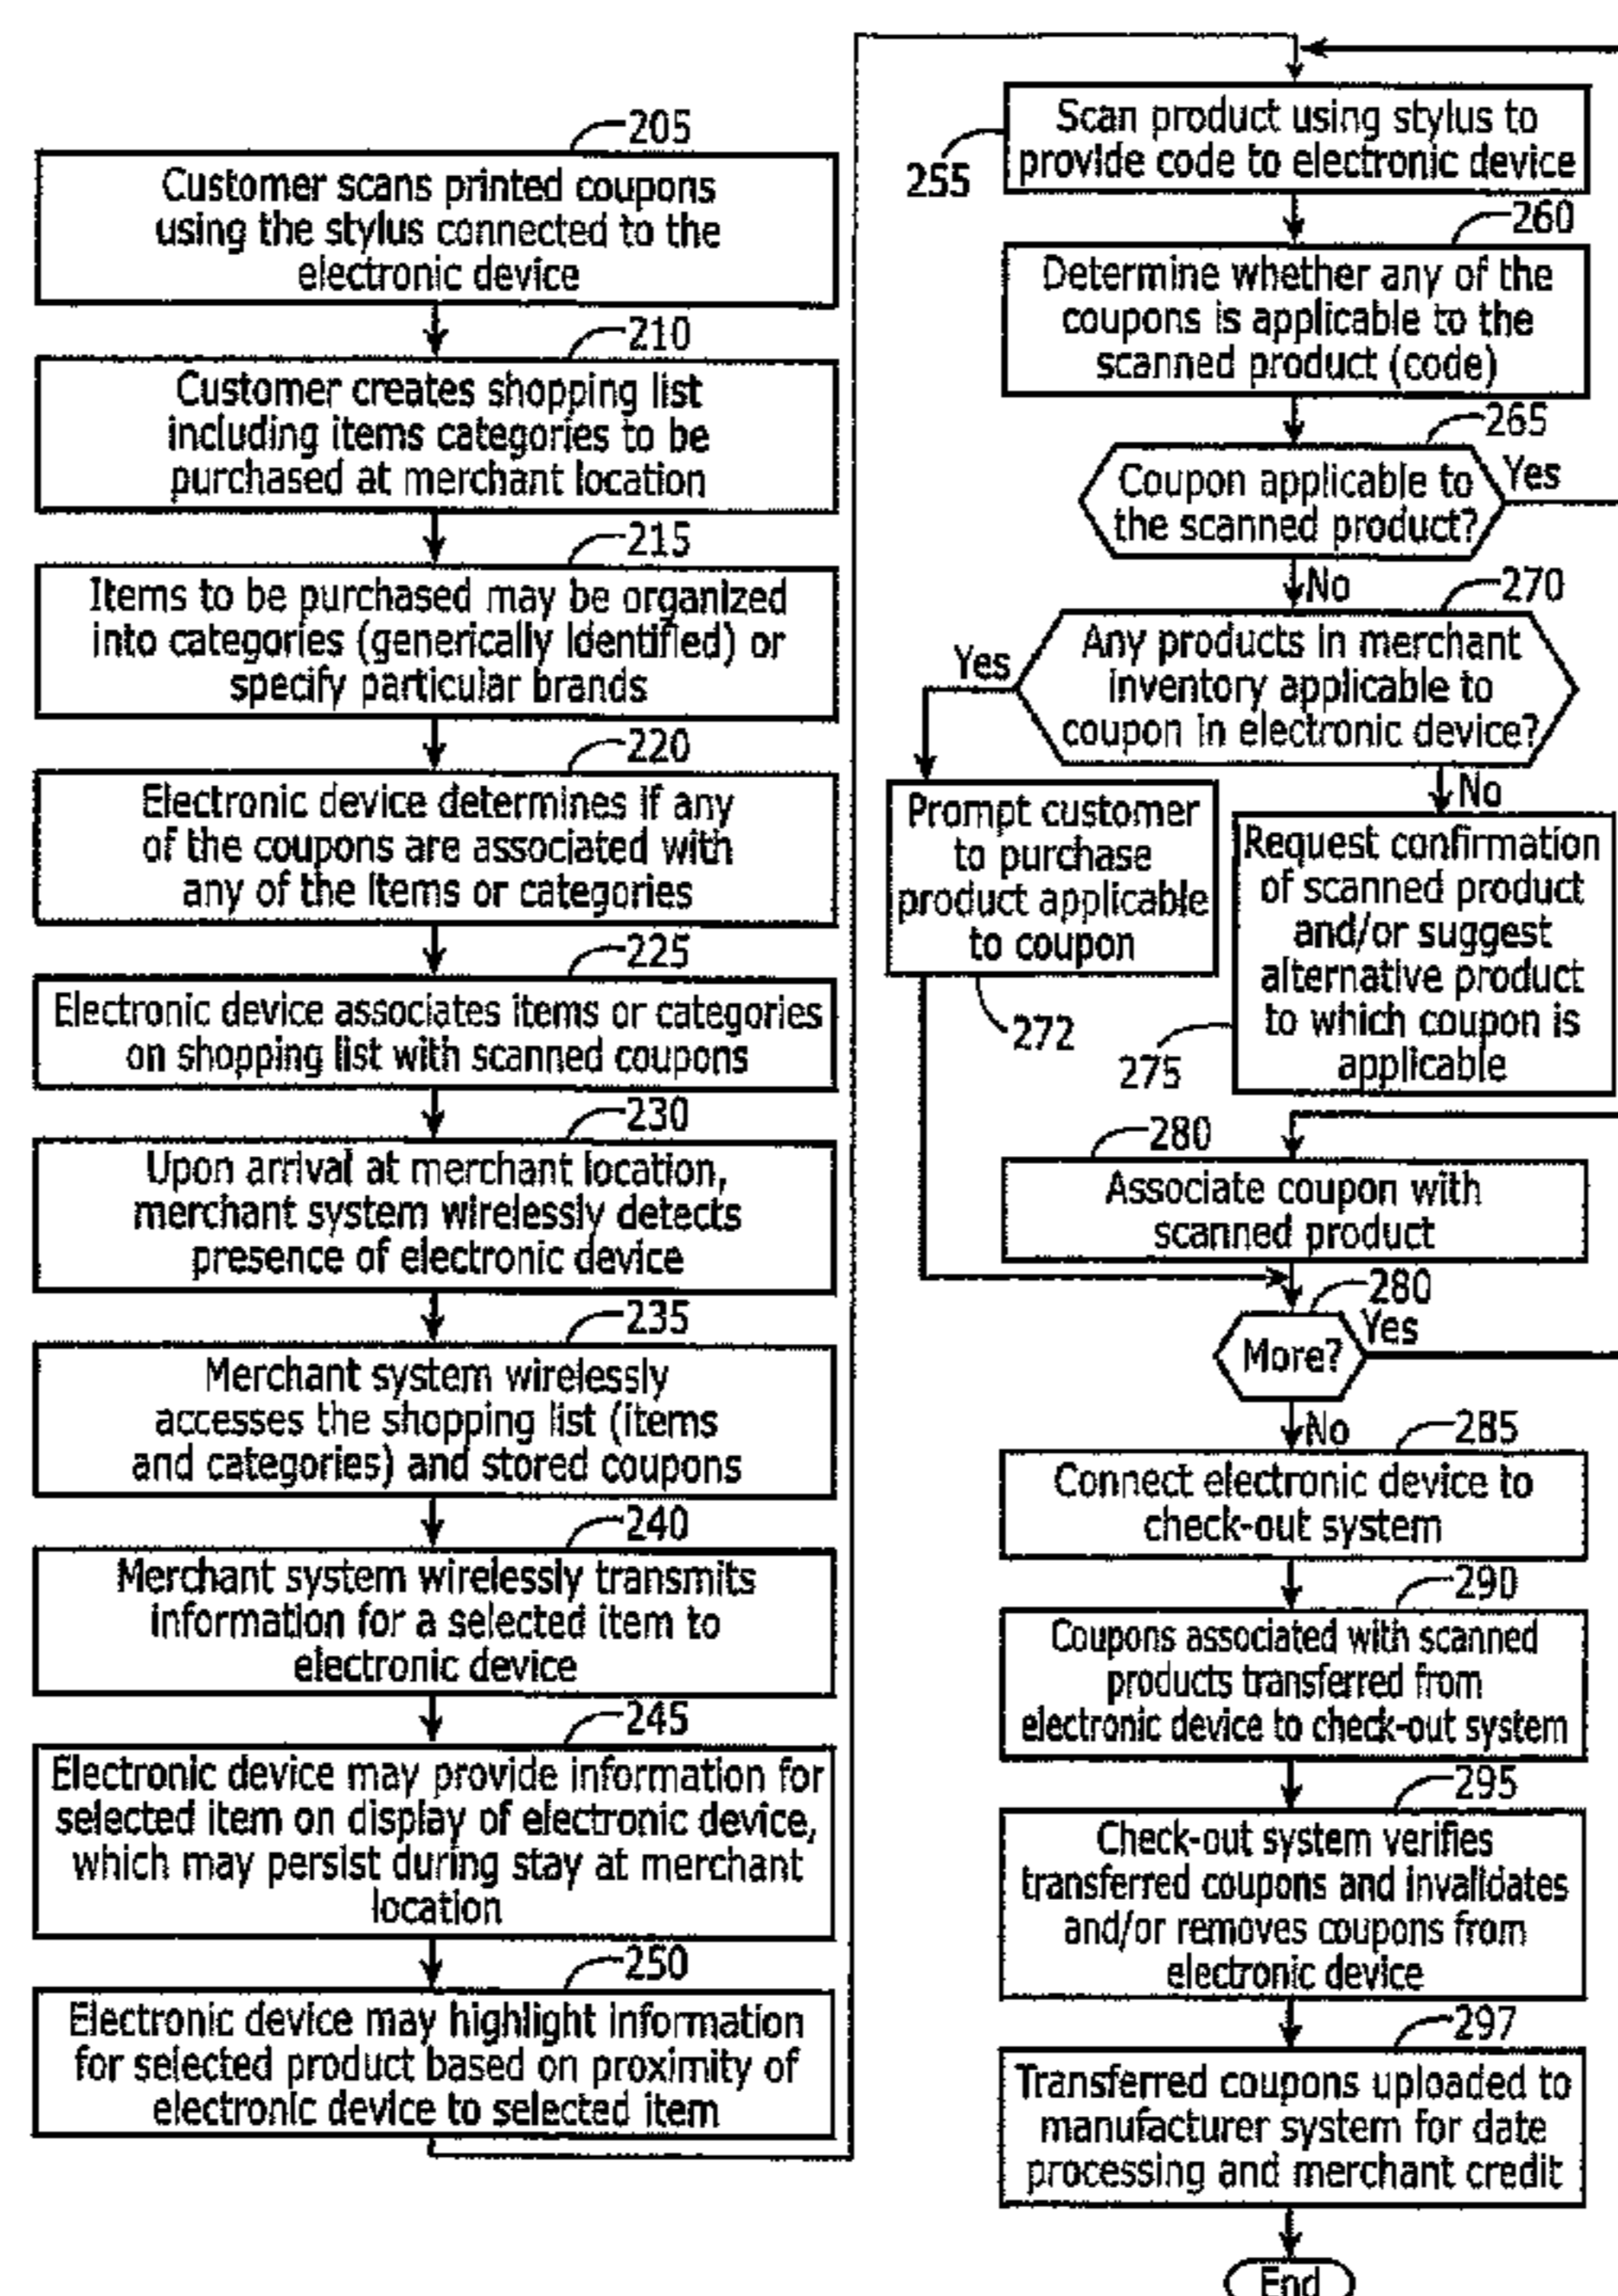 205
Customer scans printed coupons
using the stylus connected to the
electronic device
210
Customer creates shopping list
including items categories to be
purchased at merchant location
215
Items to be purchased may be organized
into categories (generically identified) or
specify particular brands
220
Electronic device determines if any
of the coupons are associated with
any of the items or categories
225
Electronic device associates items or categories
on shopping list with scanned coupons
230
Upon arrival at merchant location,
merchant system wirelessly detects
presence of electronic device
235
Merchant system wirelessly
accesses the shopping list (items
and categories) and stored coupons
240
Merchant system wirelessly transmits
information for a selected item to
electronic device
245
Electronic device may provide information for
selected item on display of electronic device,
which may persist during stay at merchant
location
250
Electronic device may highlight information
for selected product based on proximity of
electronic device to selected item
255
Scan product using stylus to
provide code to electronic device
260
Determine whether any of the
coupons is applicable to the
scanned product (code)
265
Coupon applicable to
the scanned product?
Yes
No
270
Any products in merchant
inventory applicable to
coupon in electronic device?
Yes
No
Prompt customer
to purchase
product applicable
to coupon
272
Request confirmation
of scanned product
and/or suggest
alternative product
to which coupon is
applicable
275
280
Associate coupon with
scanned product
280
More?
Yes
No
285
Connect electronic device to
check-out system
290
Coupons associated with scanned
products transferred from
electronic device to check-out system
295
Check-out system verifies
transferred coupons and invalidates
and/or removes coupons from
electronic device
297
Transferred coupons uploaded to
manufacturer system for date
processing and merchant credit
End